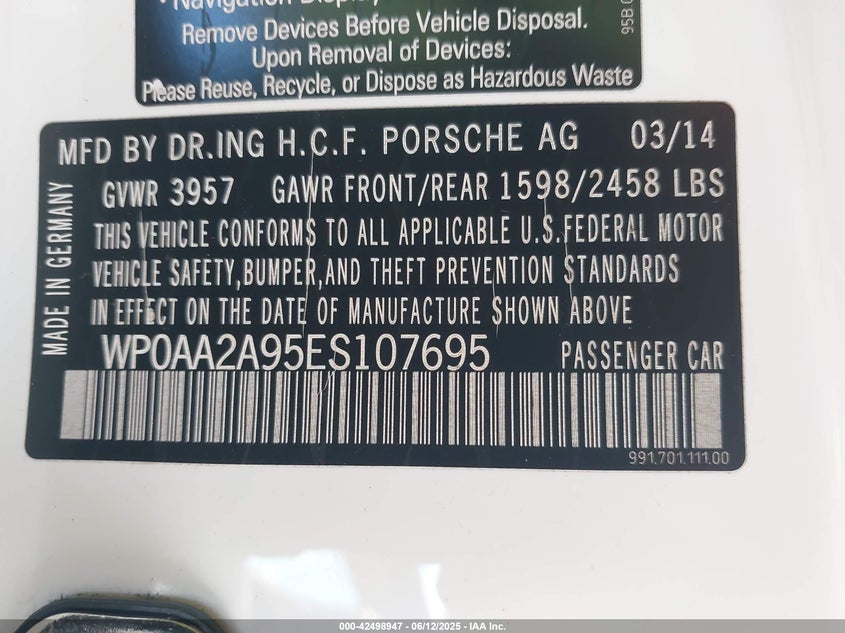 • Navigation Display
Remove Devices Before Vehicle Disposal.
Upon Removal of Devices:
Please Reuse, Recycle, or Dispose as Hazardous Waste
95B
MFD BY DR.ING H.C.F. PORSCHE AG 03/14
GVWR 3957 GAWR FRONT/REAR 1598/2458 LBS
THIS VEHICLE CONFORMS TO ALL APPLICABLE U.S.FEDERAL MOTOR
VEHICLE SAFETY,BUMPER,AND THEFT PREVENTION STANDARDS
IN EFFECT ON THE DATE OF MANUFACTURE SHOWN ABOVE
WP0AA2A95ES107695 PASSENGER CAR
MADE IN GERMANY
991.701.111.00
000-42498947 - 06/12/2025 - IAA Inc.